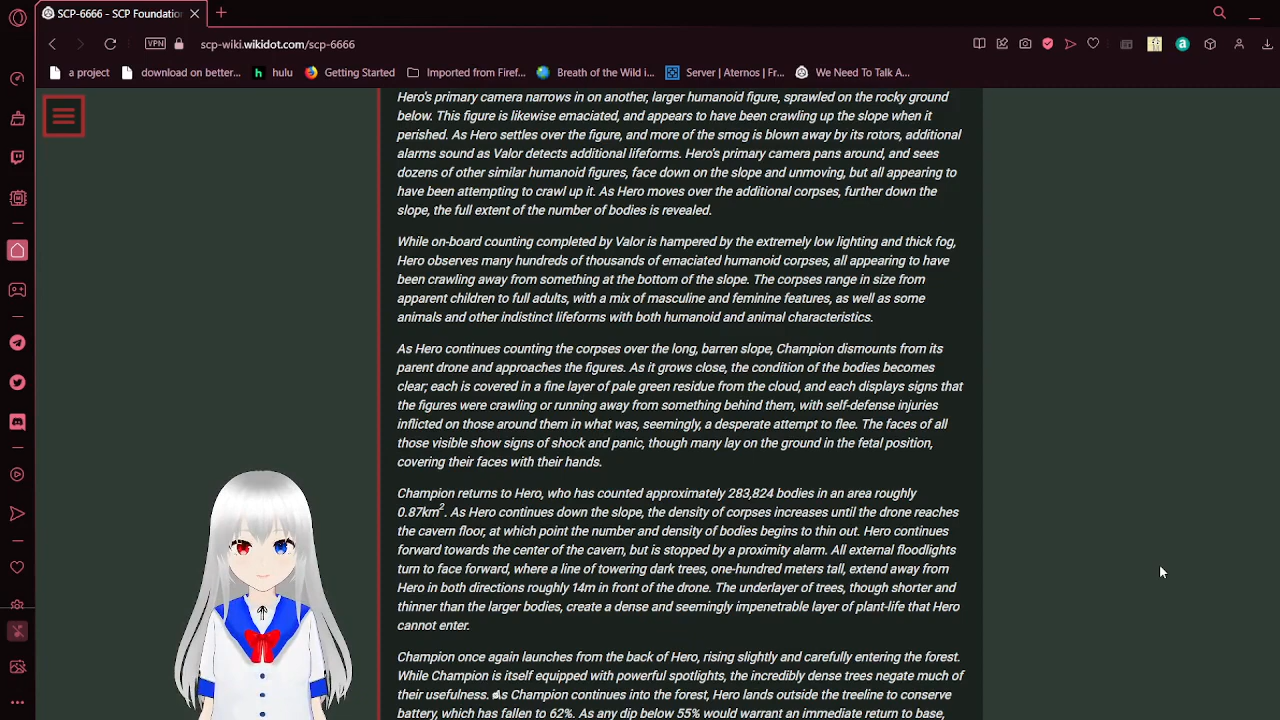 SCP-6666 - SCP Foundation
VPN
scp-wiki.wikidot.com/scp-6666
a project
download on better...
hulu
Getting Started
Imported from Firef...
Breath of the Wild i...
Server | Aternos | Fr...
We Need To Talk A...
Hero's primary camera narrows in on another, larger humanoid figure, sprawled on the rocky ground
below. This figure is likewise emaciated, and appears to have been crawling up the slope when it
perished. As Hero settles over the figure, and more of the smog is blown away by its rotors, additional
alarms sound as Valor detects additional lifeforms. Hero's primary camera pans around, and sees
dozens of other similar humanoid figures, face down on the slope and unmoving, but all appearing to
have been attempting to crawl up it. As Hero moves over the additional corpses, further down the
slope, the full extent of the number of bodies is revealed.
While on-board counting completed by Valor is hampered by the extremely low lighting and thick fog,
Hero observes many hundreds of thousands of emaciated humanoid corpses, all appearing to have
been crawling away from something at the bottom of the slope. The corpses range in size from
apparent children to full adults, with a mix of masculine and feminine features, as well as some
animals and other indistinct lifeforms with both humanoid and animal characteristics.
As Hero continues counting the corpses over the long, barren slope, Champion dismounts from its
parent drone and approaches the figures. As it grows close, the condition of the bodies becomes
clear; each is covered in a fine layer of pale green residue from the cloud, and each displays signs that
the figures were crawling or running away from something behind them, with self-defense injuries
inflicted on those around them in what was, seemingly, a desperate attempt to flee. The faces of all
those visible show signs of shock and panic, though many lay on the ground in the fetal position,
covering their faces with their hands.
Champion returns to Hero, who has counted approximately 283,824 bodies in an area roughly
0.87km². As Hero continues down the slope, the density of corpses increases until the drone reaches
the cavern floor, at which point the number and density of bodies begins to thin out. Hero continues
forward towards the center of the cavern, but is stopped by a proximity alarm. All external floodlights
turn to face forward, where a line of towering dark trees, one-hundred meters tall, extend away from
Hero in both directions roughly 14m in front of the drone. The underlayer of trees, though shorter and
thinner than the larger bodies, create a dense and seemingly impenetrable layer of plant-life that Hero
cannot enter.
Champion once again launches from the back of Hero, rising slightly and carefully entering the forest.
While Champion is itself equipped with powerful spotlights, the incredibly dense trees negate much of
their usefulness. As Champion continues into the forest, Hero lands outside the treeline to conserve
battery, which has fallen to 62%. As any dip below 55% would warrant an immediate return to base,